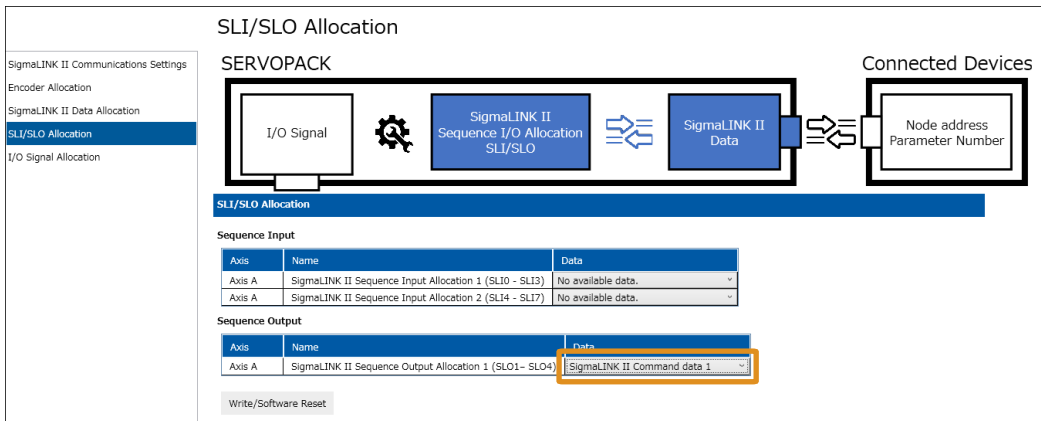 SLI/SLO Allocation
SigmaLINK II Communications Settings
Encoder Allocation
SigmaLINK II Data Allocation
SLI/SLO Allocation
I/O Signal Allocation
SERVOPACK
Connected Devices
I/O Signal
SigmaLINK II
Sequence I/O Allocation
SLI/SLO
SigmaLINK II
Data
Node address
Parameter Number
SLI/SLO Allocation
Sequence Input
Axis Name Data
Axis A SigmaLINK II Sequence Input Allocation 1 (SLI0 - SLI3) No available data.
Axis A SigmaLINK II Sequence Input Allocation 2 (SLI4 - SLI7) No available data.
Sequence Output
Axis Name Data
Axis A SigmaLINK II Sequence Output Allocation 1 (SLO1– SLO4) SigmaLINK II Command data 1
Write/Software Reset